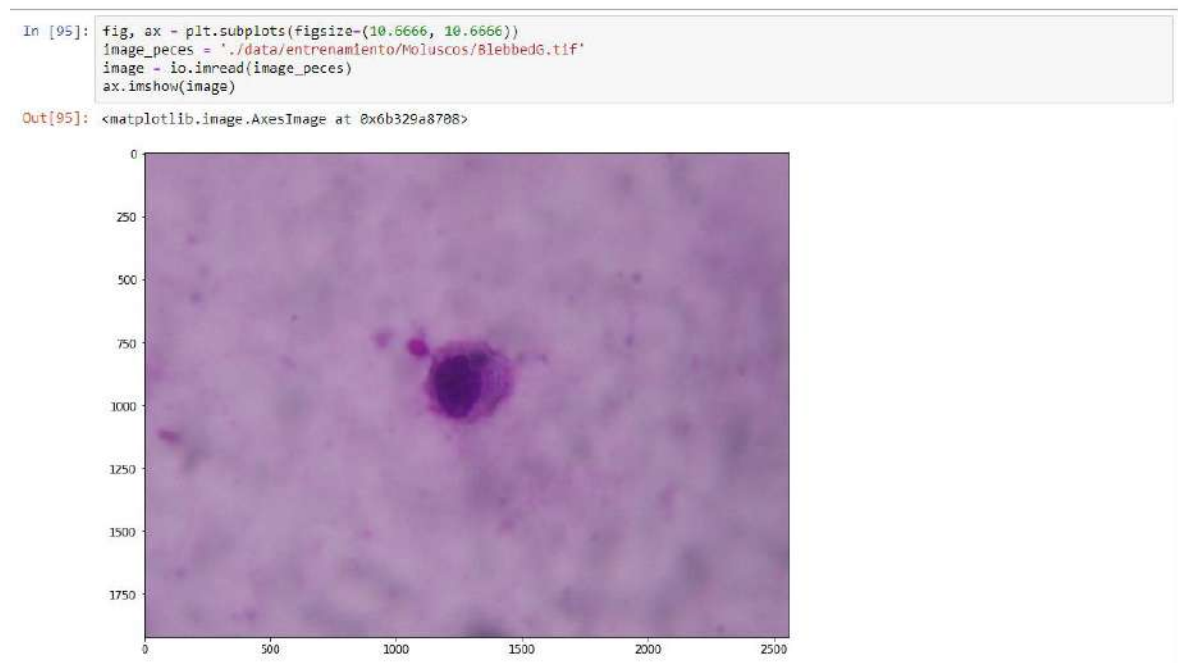 In [95]: fig, ax = plt.subplots(figsize=(10.6666, 10.6666))
image_peces = './data/entrenamiento/Moluscos/BlebbedG.tif'
image = io.imread(image_peces)
ax.imshow(image)
Out[95]: <matplotlib.image.AxesImage at 0x6b329a8708>
0
250
500
750
1000
1250
1500
1750
0 500 1000 1500 2000 2500